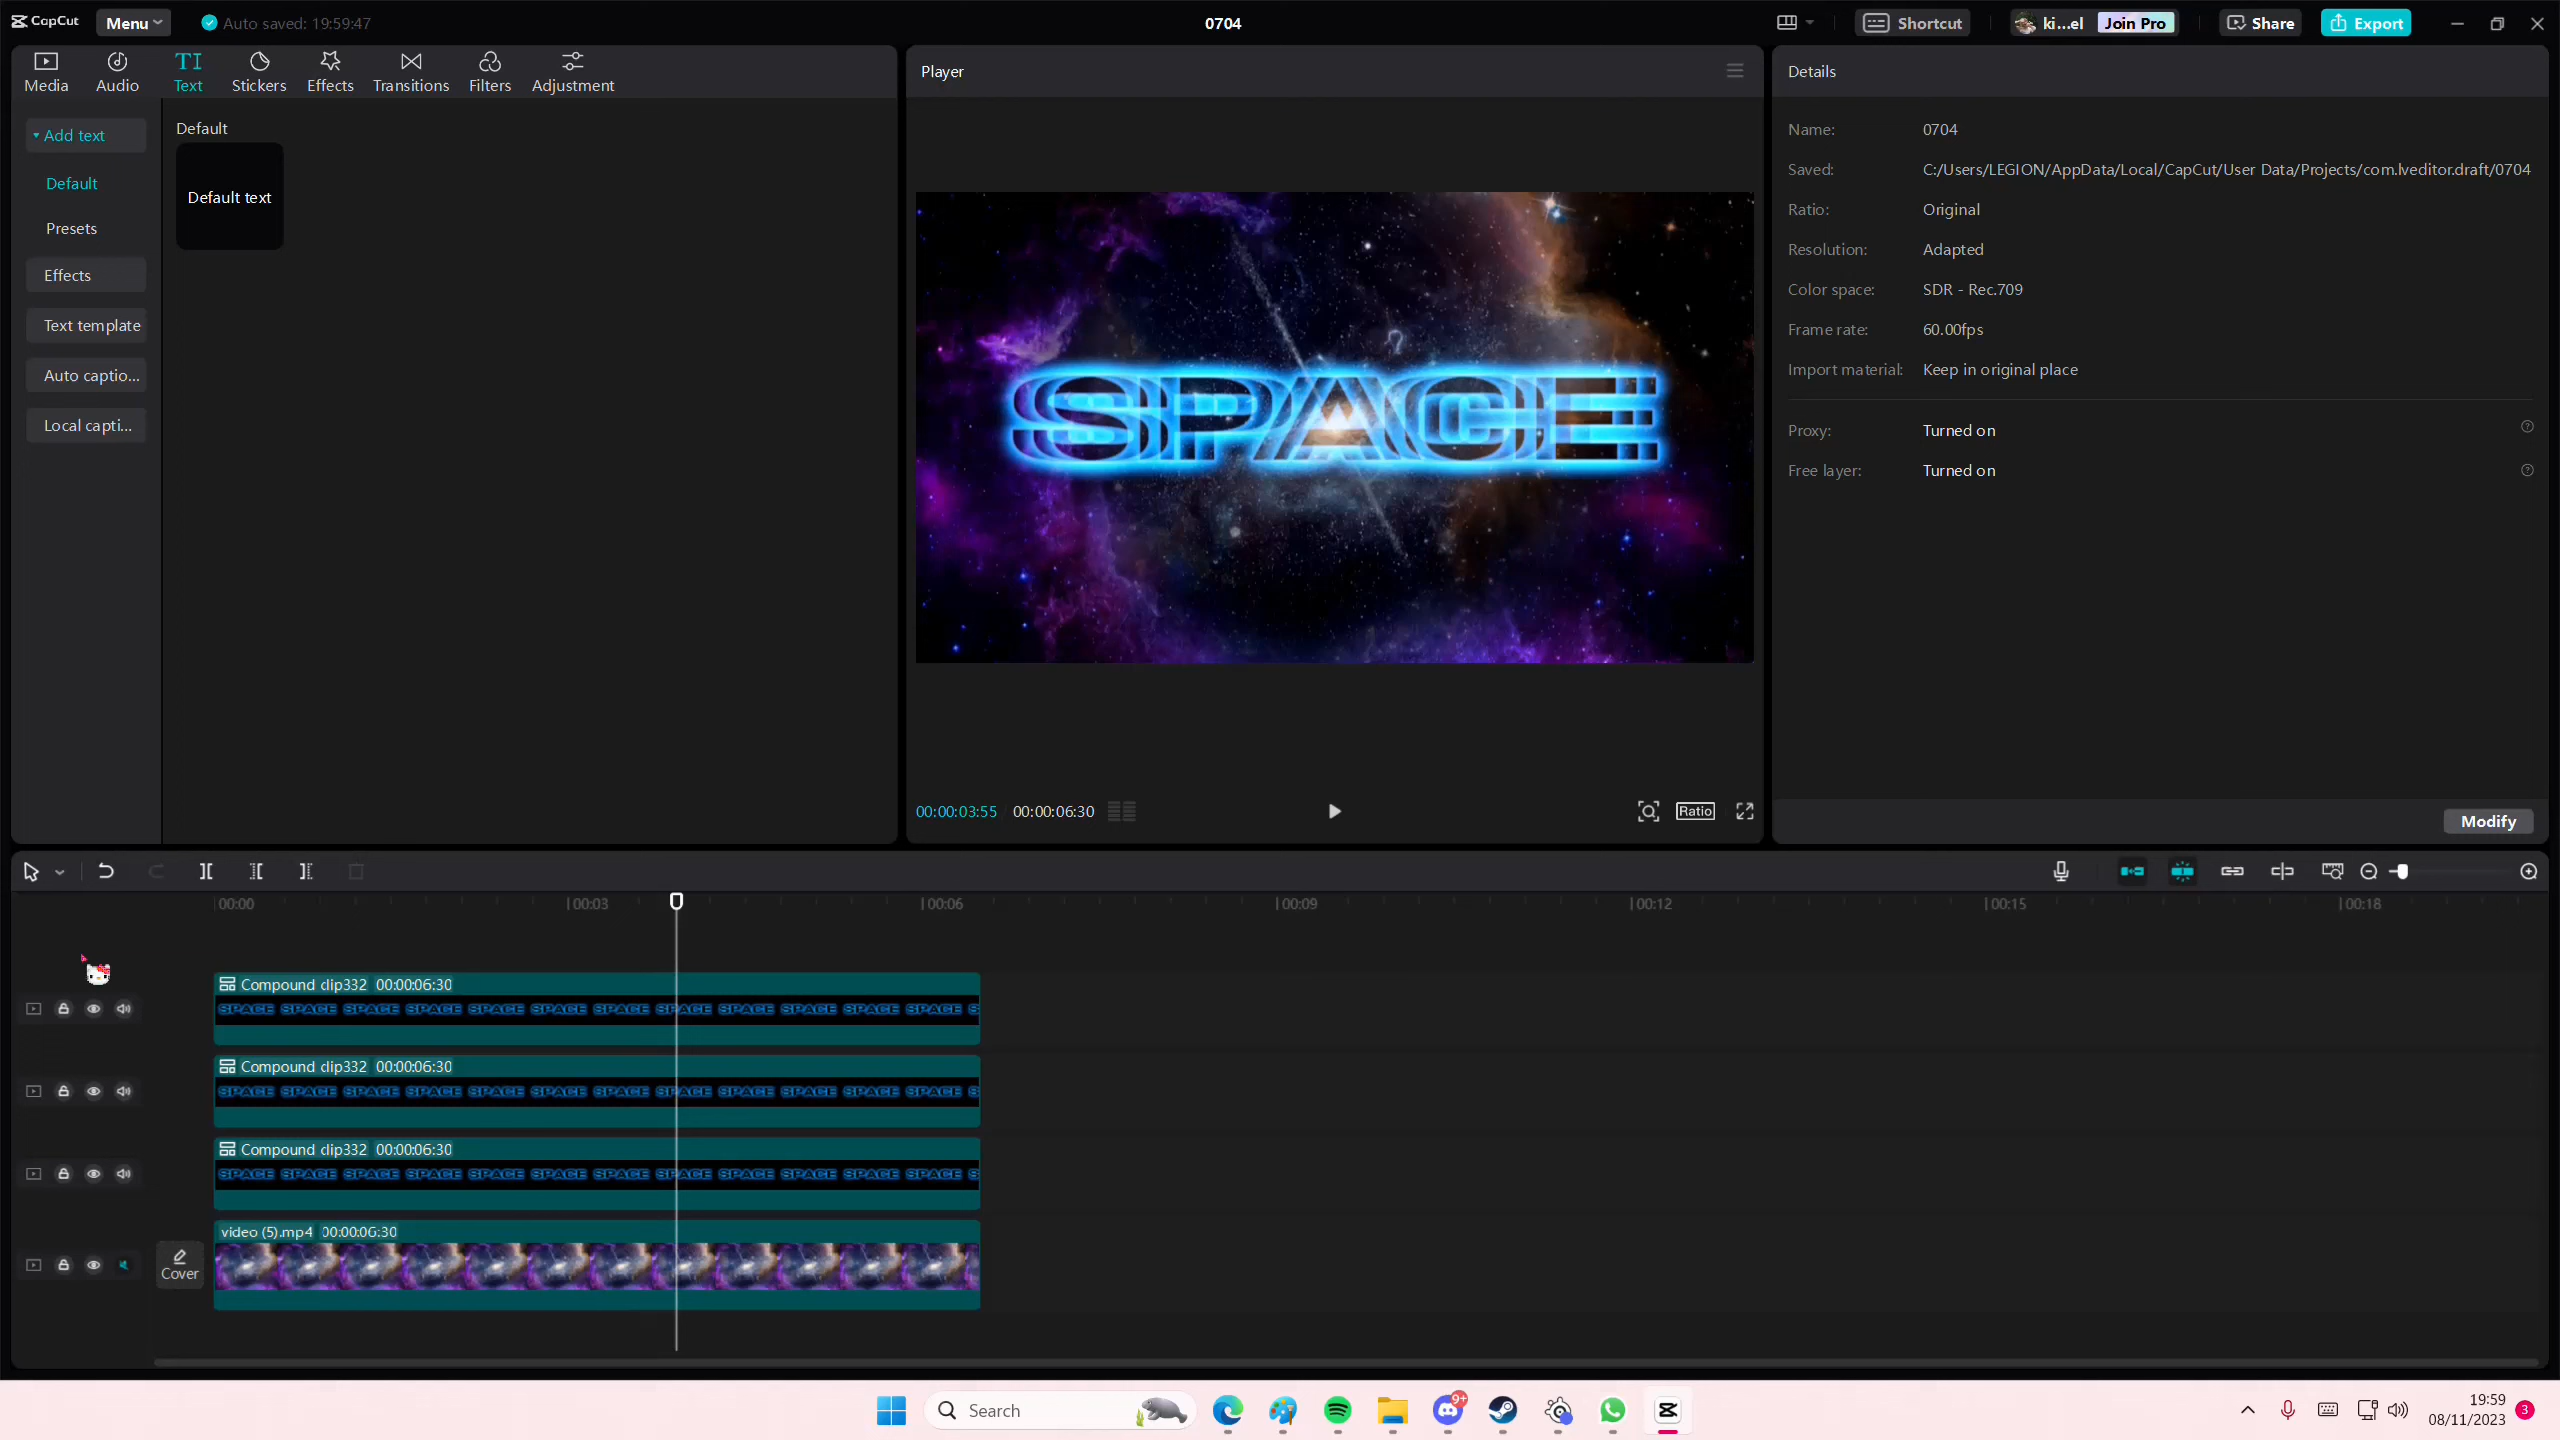 CapCut Menu Auto saved: 19:59:47 0704 Shortcut ki...el Join Pro Share Export
Media Audio Text Stickers Effects Transitions Filters Adjustment
TI
Add text
Default
Presets
Effects
Text template
Auto captio...
Local capti...
Default
Default text
Player
SPACE
00:00:03:55 00:00:06:30 Ratio
Details
Name: 0704
Saved: C:/Users/LEGION/AppData/Local/CapCut/User Data/Projects/com.lveditor.draft/0704
Ratio: Original
Resolution: Adapted
Color space: SDR - Rec.709
Frame rate: 60.00fps
Import material: Keep in original place
Proxy: Turned on
Free layer: Turned on
Modify
00:00 00:03 00:06 00:09 00:12 00:15 00:18
Compound clip332 00:00:06:30
SPACE SPACE SPACE SPACE SPACE SPACE SPACE SPACE SPACE SPACE SPACE SPACE S
Compound clip332 00:00:06:30
SPACE SPACE SPACE SPACE SPACE SPACE SPACE SPACE SPACE SPACE SPACE SPACE S
Compound clip332 00:00:06:30
SPACE SPACE SPACE SPACE SPACE SPACE SPACE SPACE SPACE SPACE SPACE SPACE S
video (5).mp4 00:00:06:30
Cover
Search 9+ 19:59
08/11/2023 3